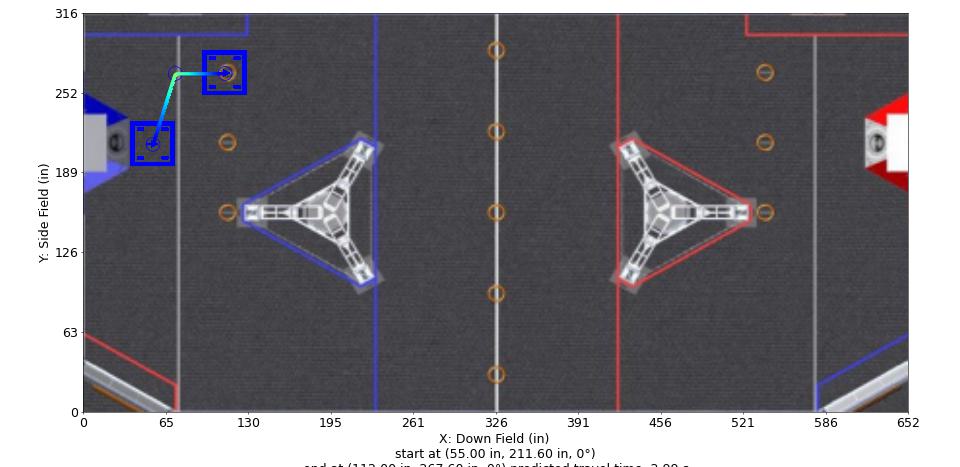 316
252
189
126
63
0
Y: Side Field (in)
0 65 130 195 261 326 391 456 521 586 652
X: Down Field (in)
start at (55.00 in, 211.60 in, 0°)